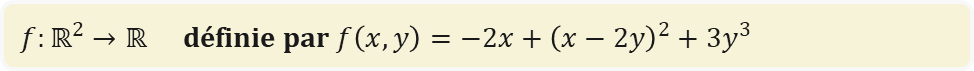 f: ℝ² → ℝ définie par f(x, y) = −2x + (x − 2y)² + 3y³